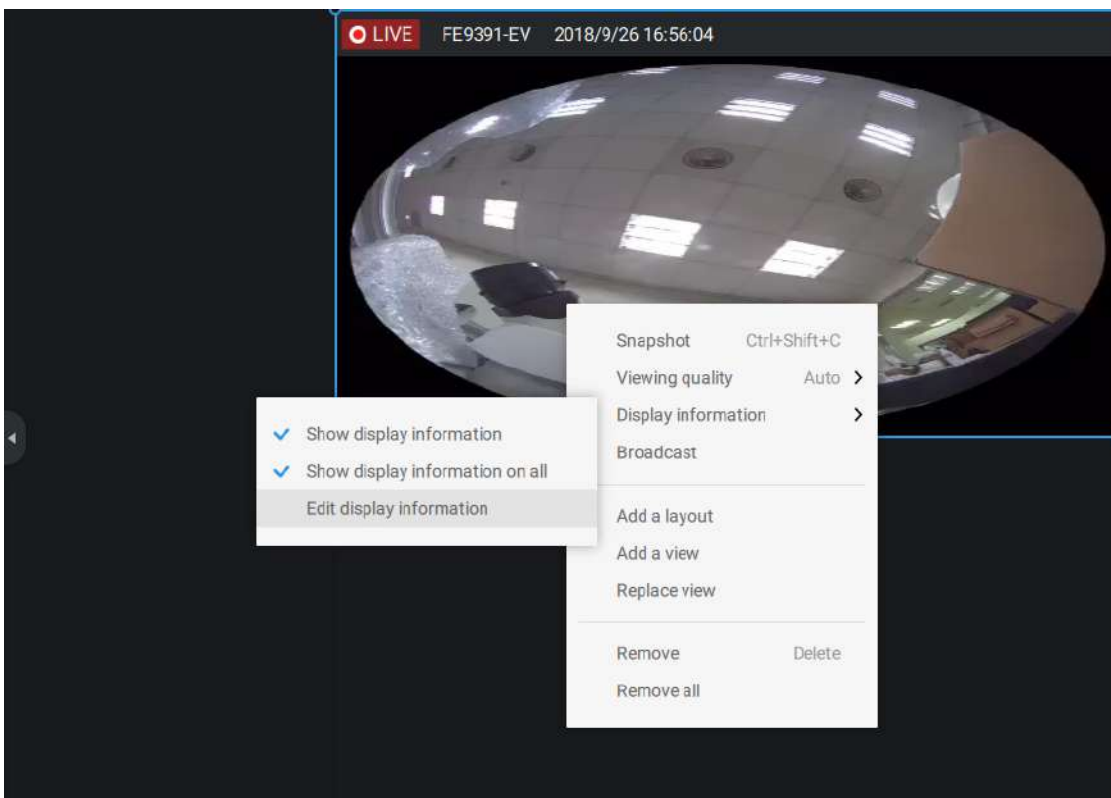 LIVE FE9391-EV 2018/9/26 16:56:04
Snapshot Ctrl+Shift+C
Viewing quality Auto
Display information
Broadcast
Add a layout
Add a view
Replace view
Remove Delete
Remove all
Show display information
Show display information on all
Edit display information